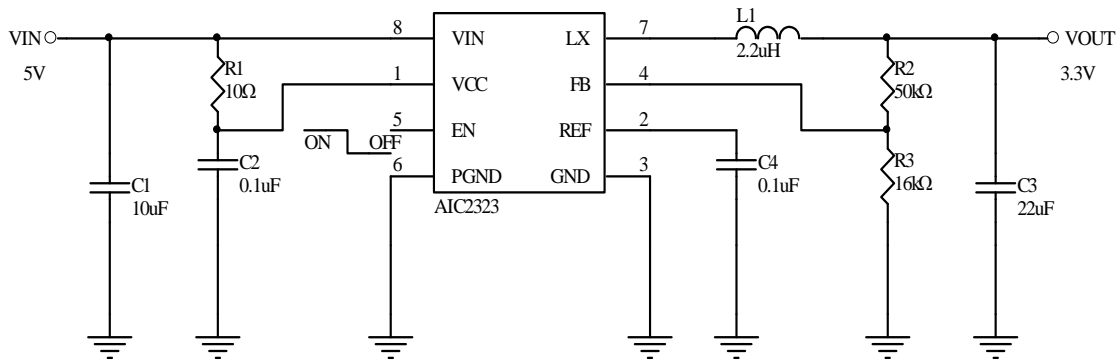 VIN
5V
C1
10uF
R1
10Ω
C2
0.1uF
ON
OFF
8
1
5
6
VIN
VCC
EN
PGND
LX
FB
REF
GND
AIC2323
7
4
2
3
L1
2.2uH
C4
0.1uF
R2
50kΩ
R3
16kΩ
C3
22uF
VOUT
3.3V